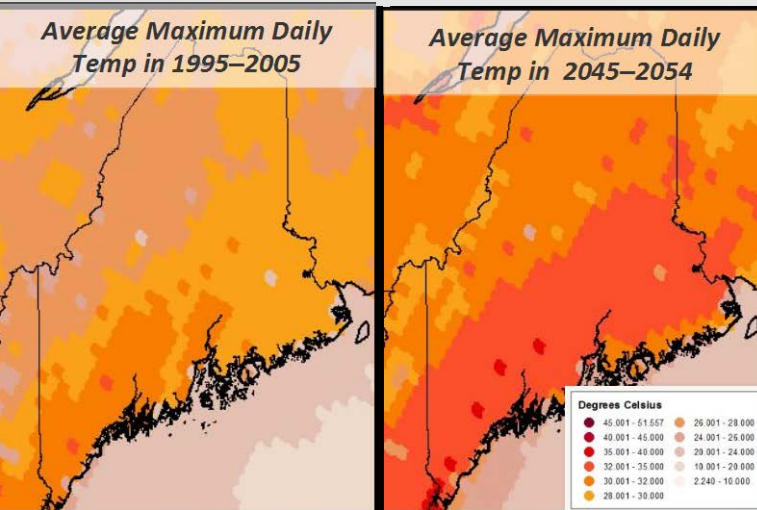 Average Maximum Daily
Temp in 1995–2005
Average Maximum Daily
Temp in 2045–2054
Degrees Celsius
45.001 - 51.557
40.001 - 45.000
35.001 - 40.000
32.001 - 35.000
30.001 - 32.000
28.001 - 30.000
26.001 - 28.000
24.001 - 26.000
20.001 - 24.000
10.001 - 20.000
2.240 - 10.000